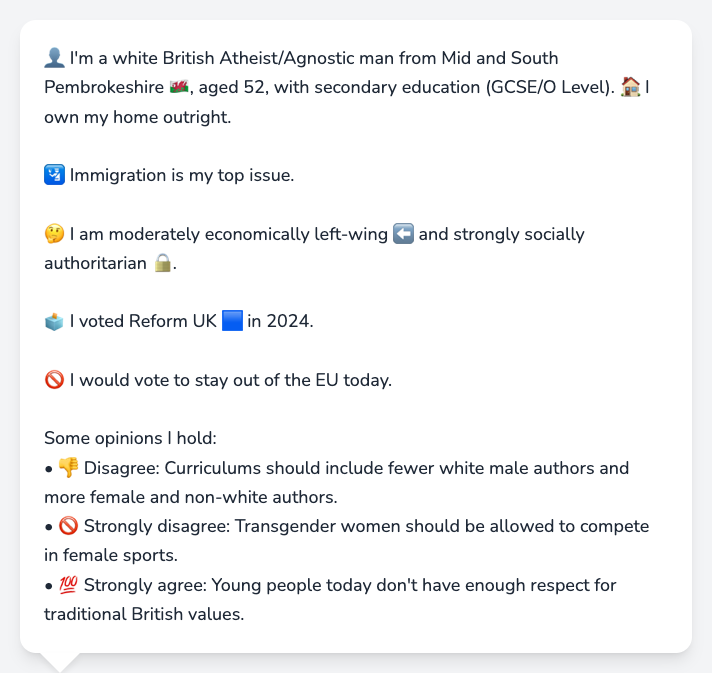 👤 I'm a white British Atheist/Agnostic man from Mid and South
Pembrokeshire 🏴󠁧󠁢󠁷󠁬󠁳󠁿, aged 52, with secondary education (GCSE/O Level). 🏠 I
own my home outright.
🛂 Immigration is my top issue.
🤔 I am moderately economically left-wing ⬅️ and strongly socially
authoritarian 🔒.
🗳️ I voted Reform UK 🟦 in 2024.
🚫 I would vote to stay out of the EU today.
Some opinions I hold:
• 👎 Disagree: Curriculums should include fewer white male authors and
more female and non-white authors.
• 🚫 Strongly disagree: Transgender women should be allowed to compete
in female sports.
• 💯 Strongly agree: Young people today don't have enough respect for
traditional British values.